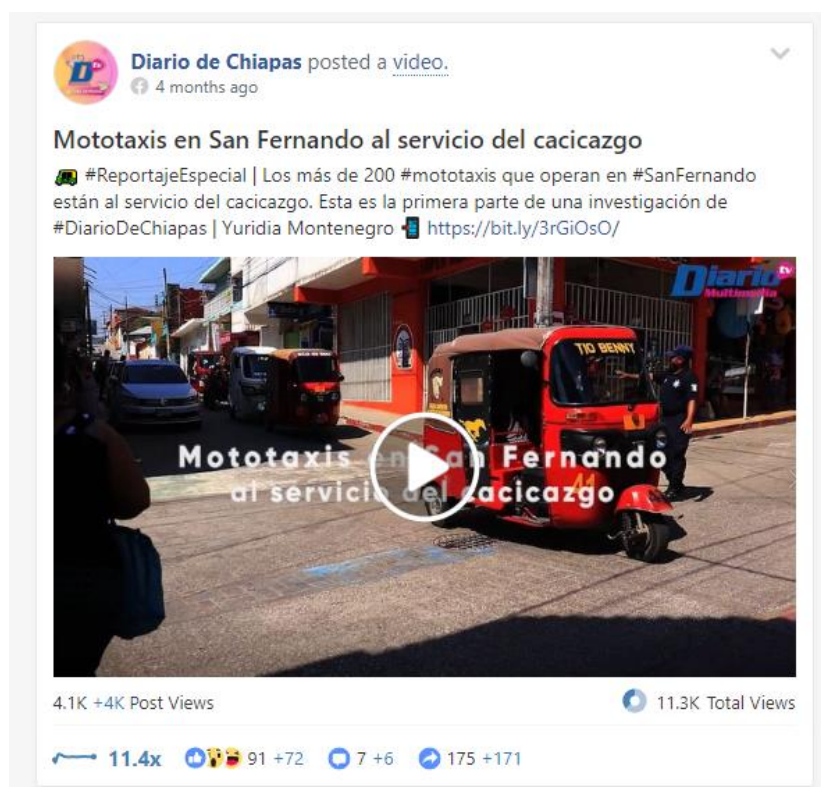 Diario de Chiapas posted a video.
4 months ago
Mototaxis en San Fernando al servicio del cacicazgo
#ReportajeEspecial | Los más de 200 #mototaxis que operan en #SanFernando
están al servicio del cacicazgo. Esta es la primera parte de una investigación de
#DiarioDeChiapas | Yuridia Montenegro https://bit.ly/3rGiOsO/
Diario tv
Multimedia
TIO BENNY
Mototaxis en San Fernando
al servicio del cacicazgo
44
4.1K +4K Post Views
11.3K Total Views
11.4x 91 +72 7 +6 175 +171